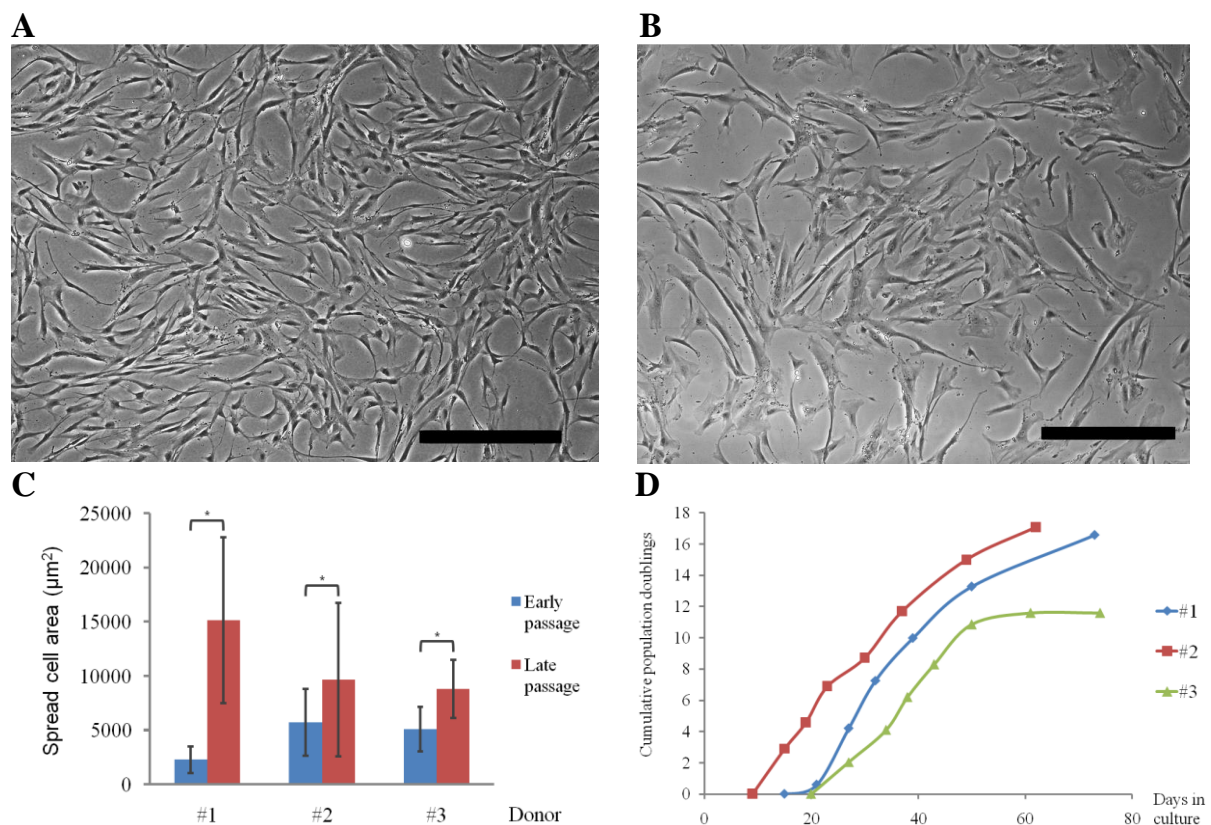 A
B
C
25000
20000
15000
10000
5000
0
Spread cell area (μm²)
*
*
*
#1
#2
#3
Donor
Early
passage
Late
passage
D
18
16
14
12
10
8
6
4
2
0
Cumulative population doublings
0
20
40
60
80
Days in
culture
#1
#2
#3